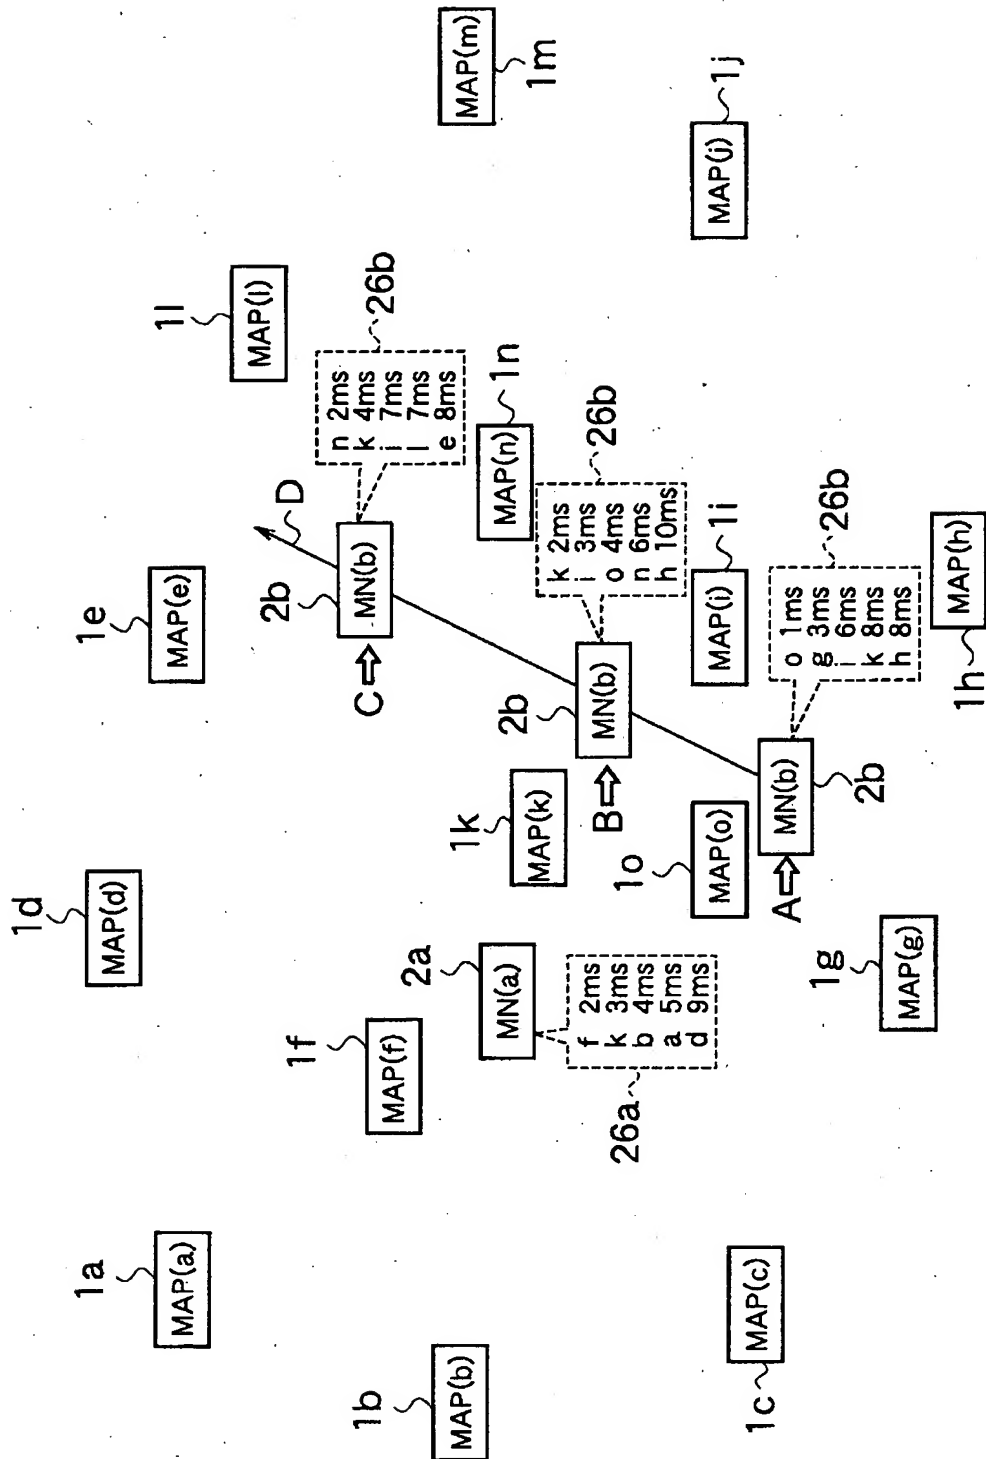 1d
MAP(d)
1a
MAP(a)
1e
MAP(e)
1l
MAP(l)
D
1f
MAP(f)
C
2b
MN(b)
n 2ms
k 4ms
i 7ms
l 7ms
e 8ms
26b
1b
MAP(b)
1m
MAP(m)
2a
MN(a)
f 2ms
k 3ms
b 4ms
a 5ms
d 9ms
26a
1k
MAP(k)
1n
MAP(n)
B
2b
MN(b)
k 2ms
i 3ms
o 4ms
n 6ms
h 10ms
26b
1o
MAP(o)
1i
MAP(i)
1j
MAP(j)
1c
MAP(c)
A
2b
MN(b)
o 1ms
g 3ms
i 6ms
k 8ms
h 8ms
26b
1g
MAP(g)
1h
MAP(h)